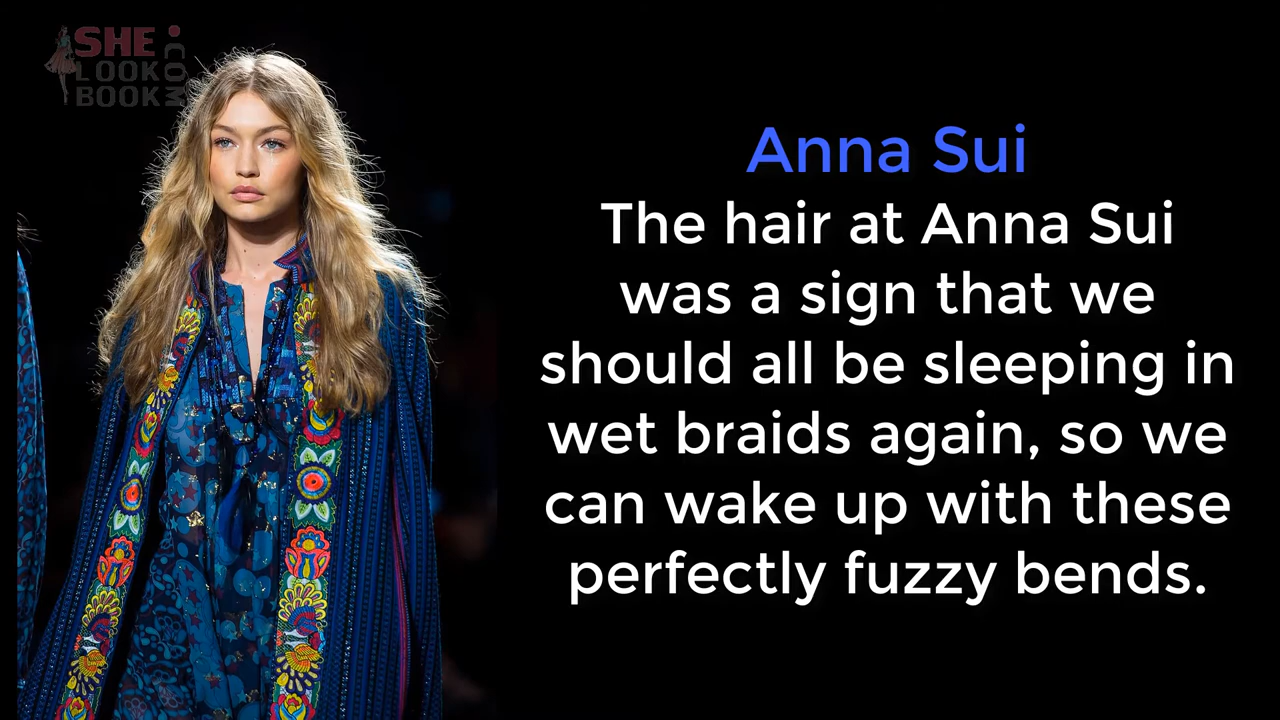 SHE
LOOK
BOOK
.COM
Anna Sui
The hair at Anna Sui
was a sign that we
should all be sleeping in
wet braids again, so we
can wake up with these
perfectly fuzzy bends.